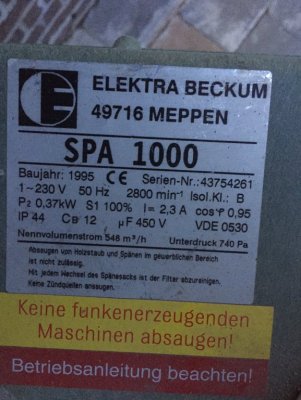 ELEKTRA BECKUM
49716 MEPPEN
SPA 1000
Baujahr: 1995 CE Serien-Nr.: 43754261
1~230 V 50 Hz 2800 min⁻¹ Isol.Kl.: B
P₂ 0,37kW S1 100% I= 2,3 A cos φ 0,95
IP 44 CB 12 µF 450 V VDE 0530
Nennvolumenstrom 548 m³/h Unterdruck 740 Pa
Absaugen von Holzstaub und Spänen im gewerblichen Bereich
ist nicht zulässig.
Mit jedem Wechsel des Spänesacks ist der Filter abzureinigen.
Keine Zündquellen ansaugen.
Keine funkenerzeugenden
Maschinen absaugen!
Betriebsanleitung beachten!